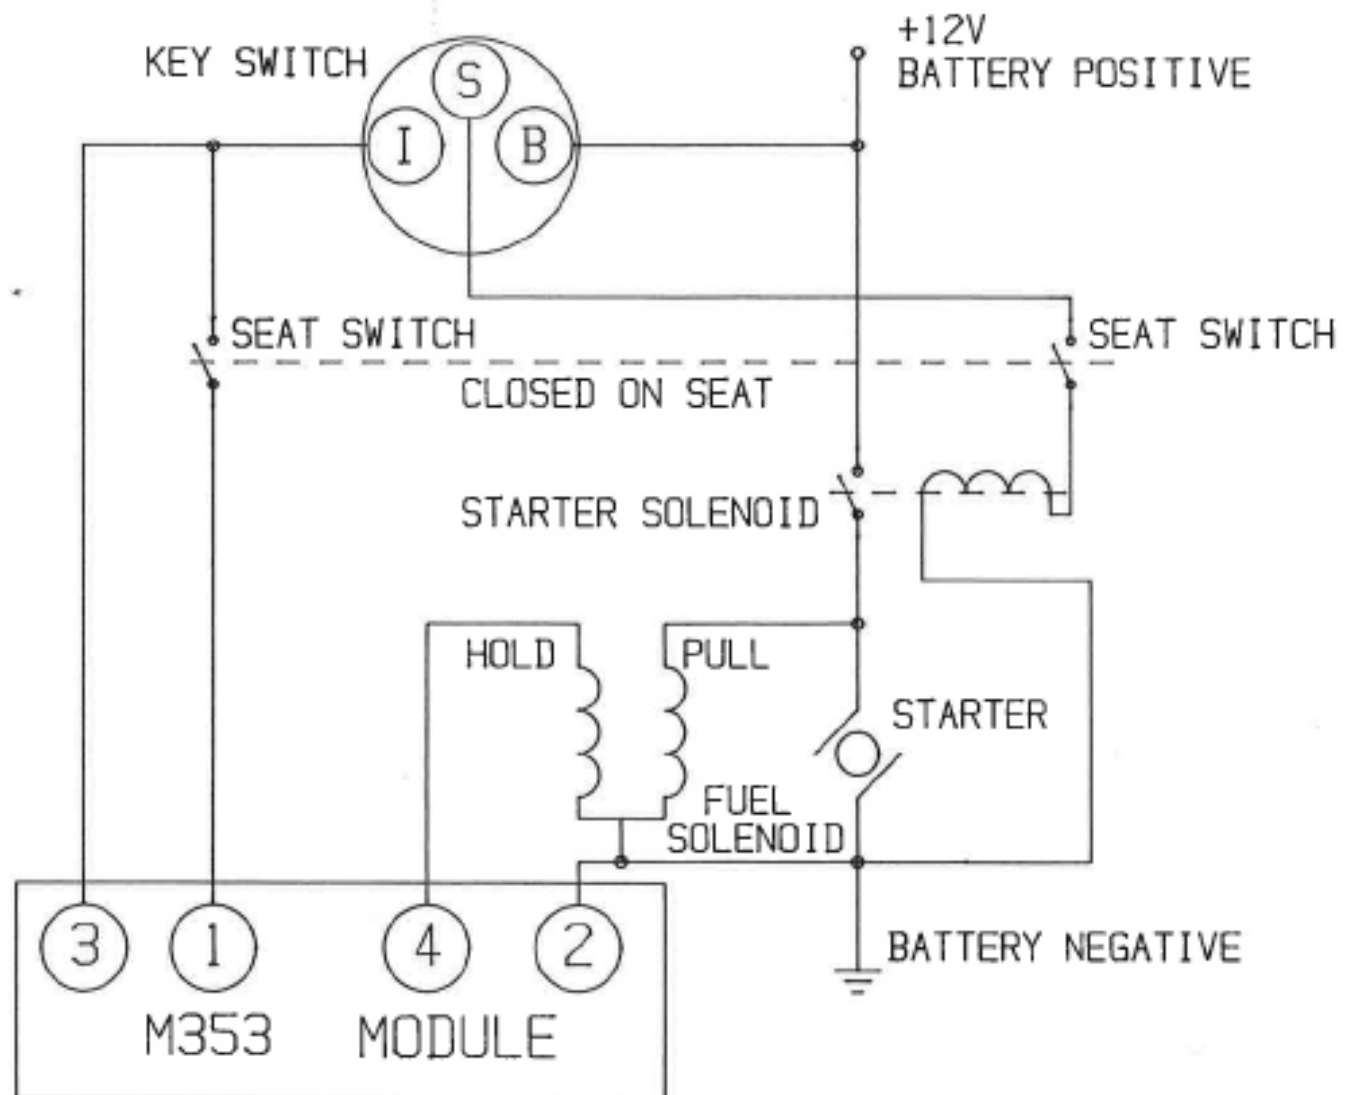 +12V
BATTERY POSITIVE
KEY SWITCH
S
I
B
SEAT SWITCH
SEAT SWITCH
CLOSED ON SEAT
STARTER SOLENOID
HOLD
PULL
STARTER
FUEL
SOLENOID
3
1
4
2
BATTERY NEGATIVE
M353 MODULE